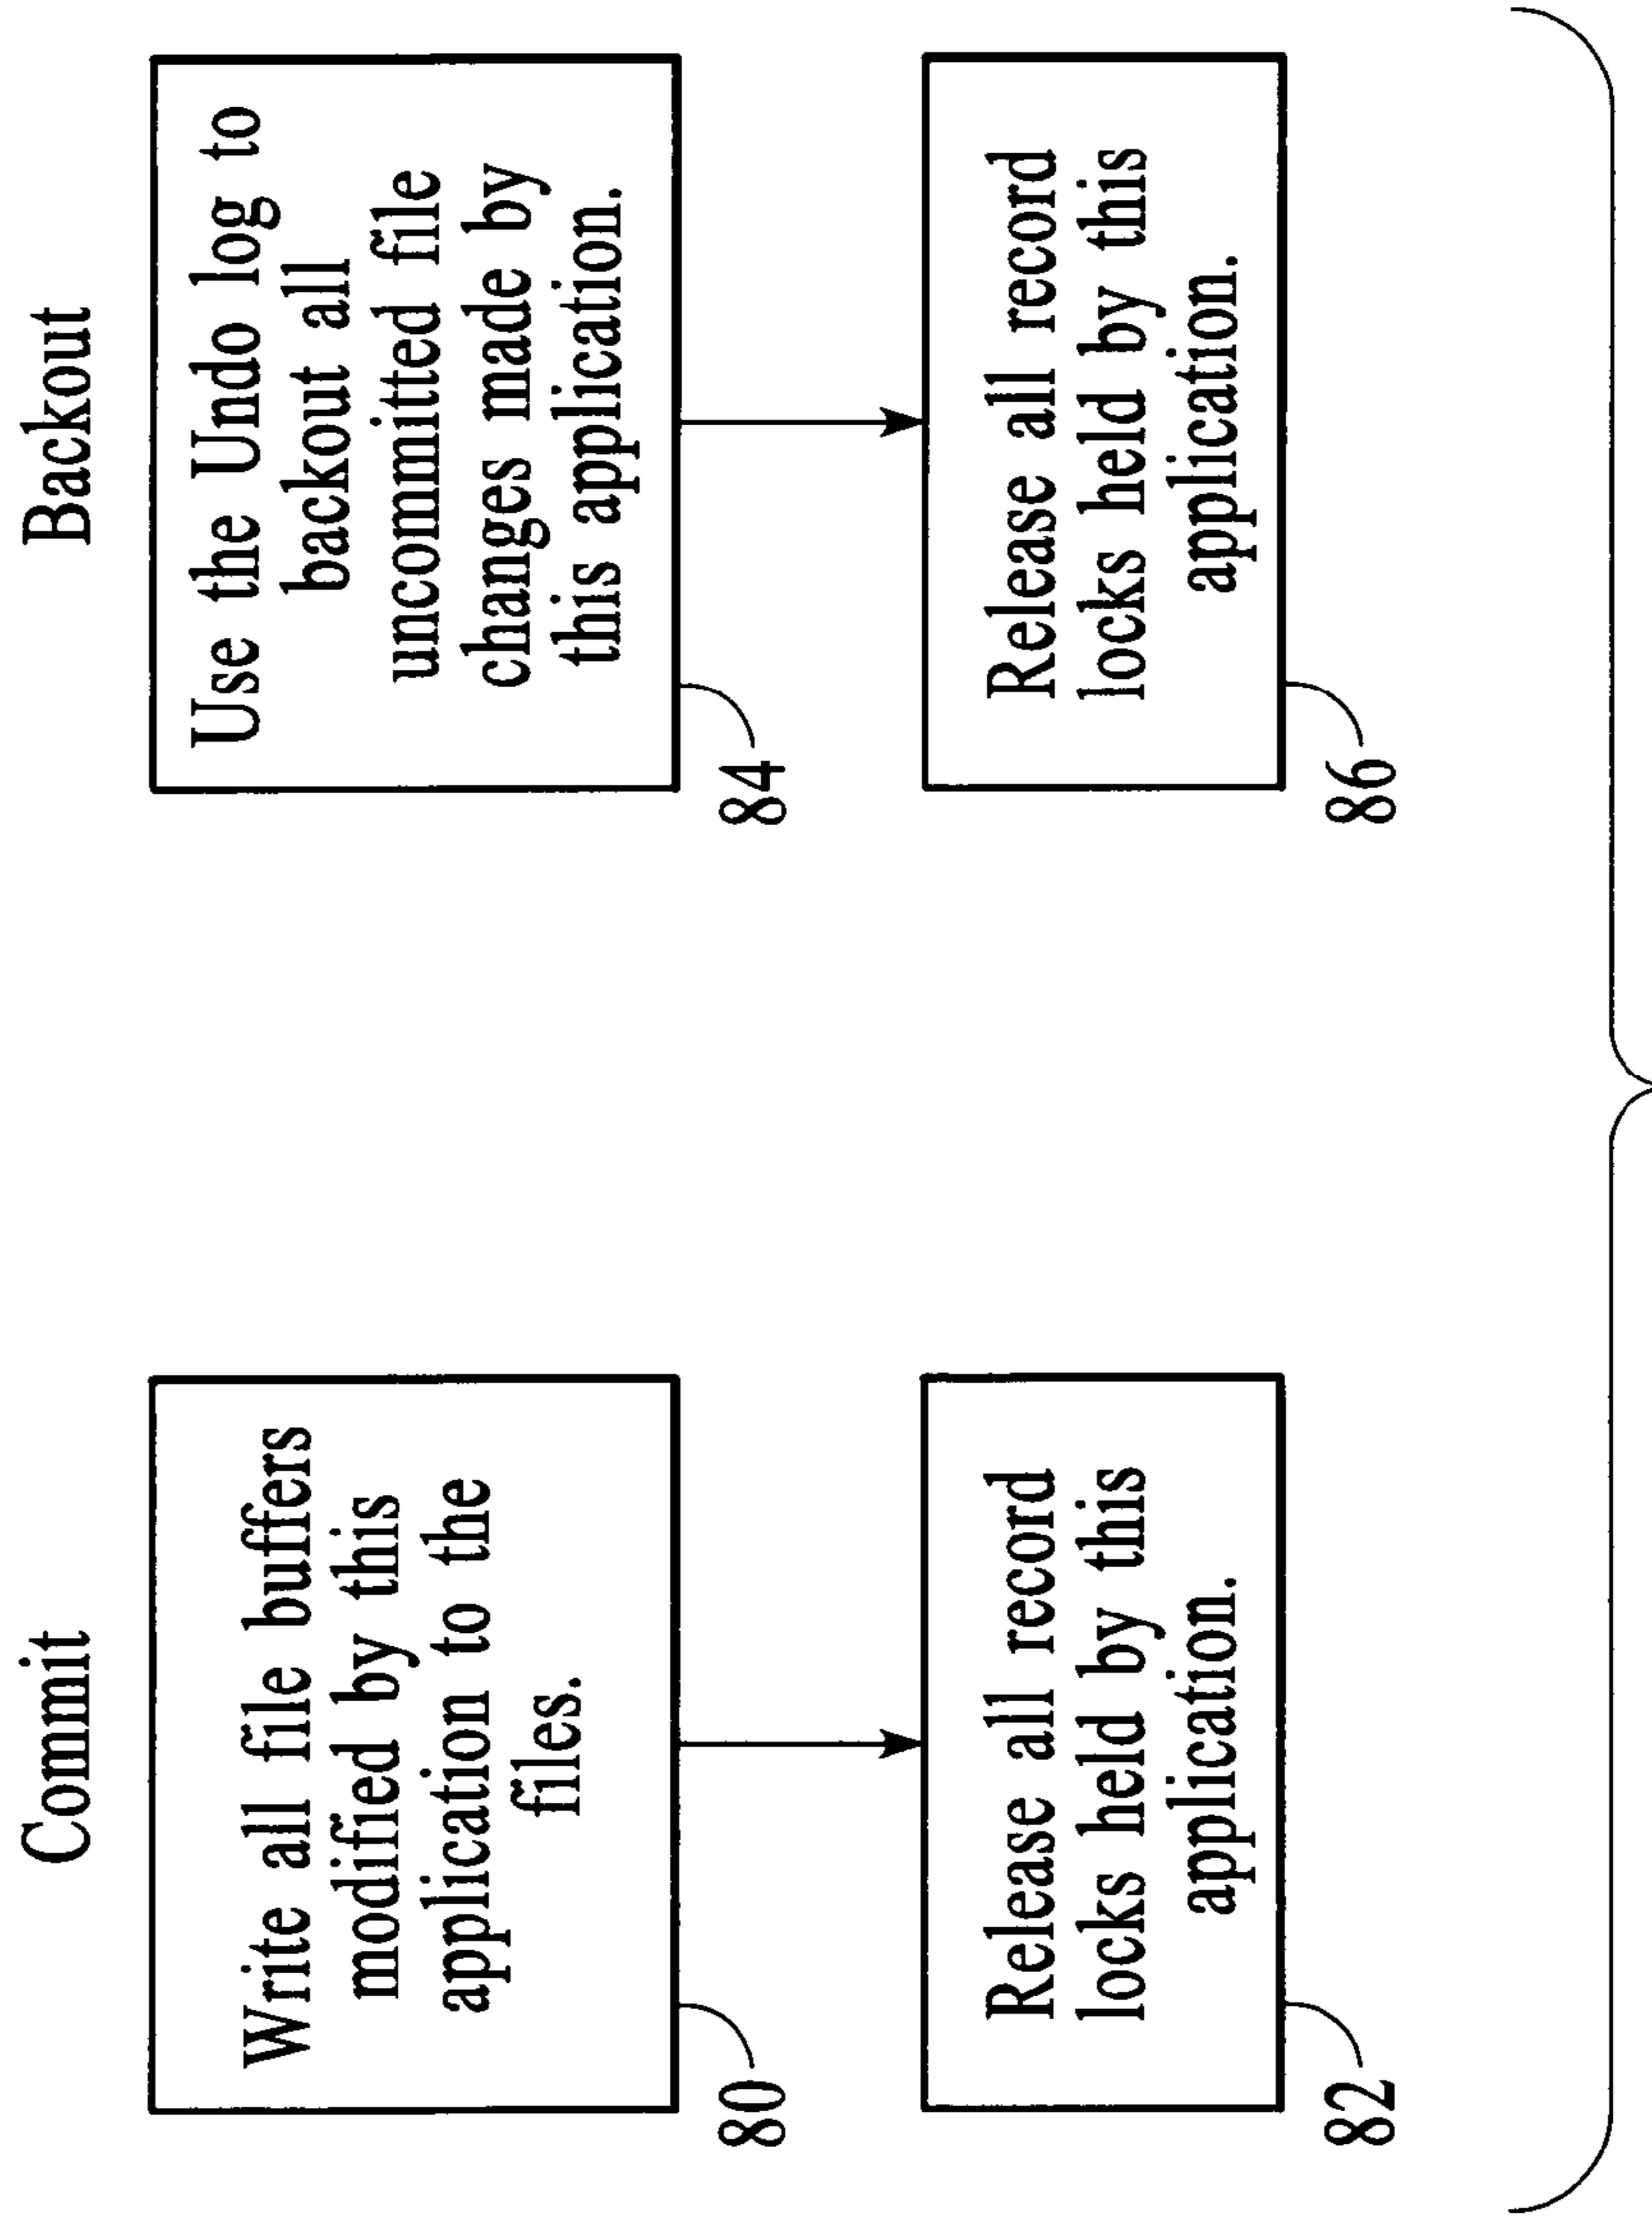 Commit
Write all file buffers
modified by this
application to the
files.
80
Release all record
locks held by this
application.
82
Backout
Use the Undo log to
backout all
uncommitted file
changes made by
this application.
84
Release all record
locks held by this
application.
86